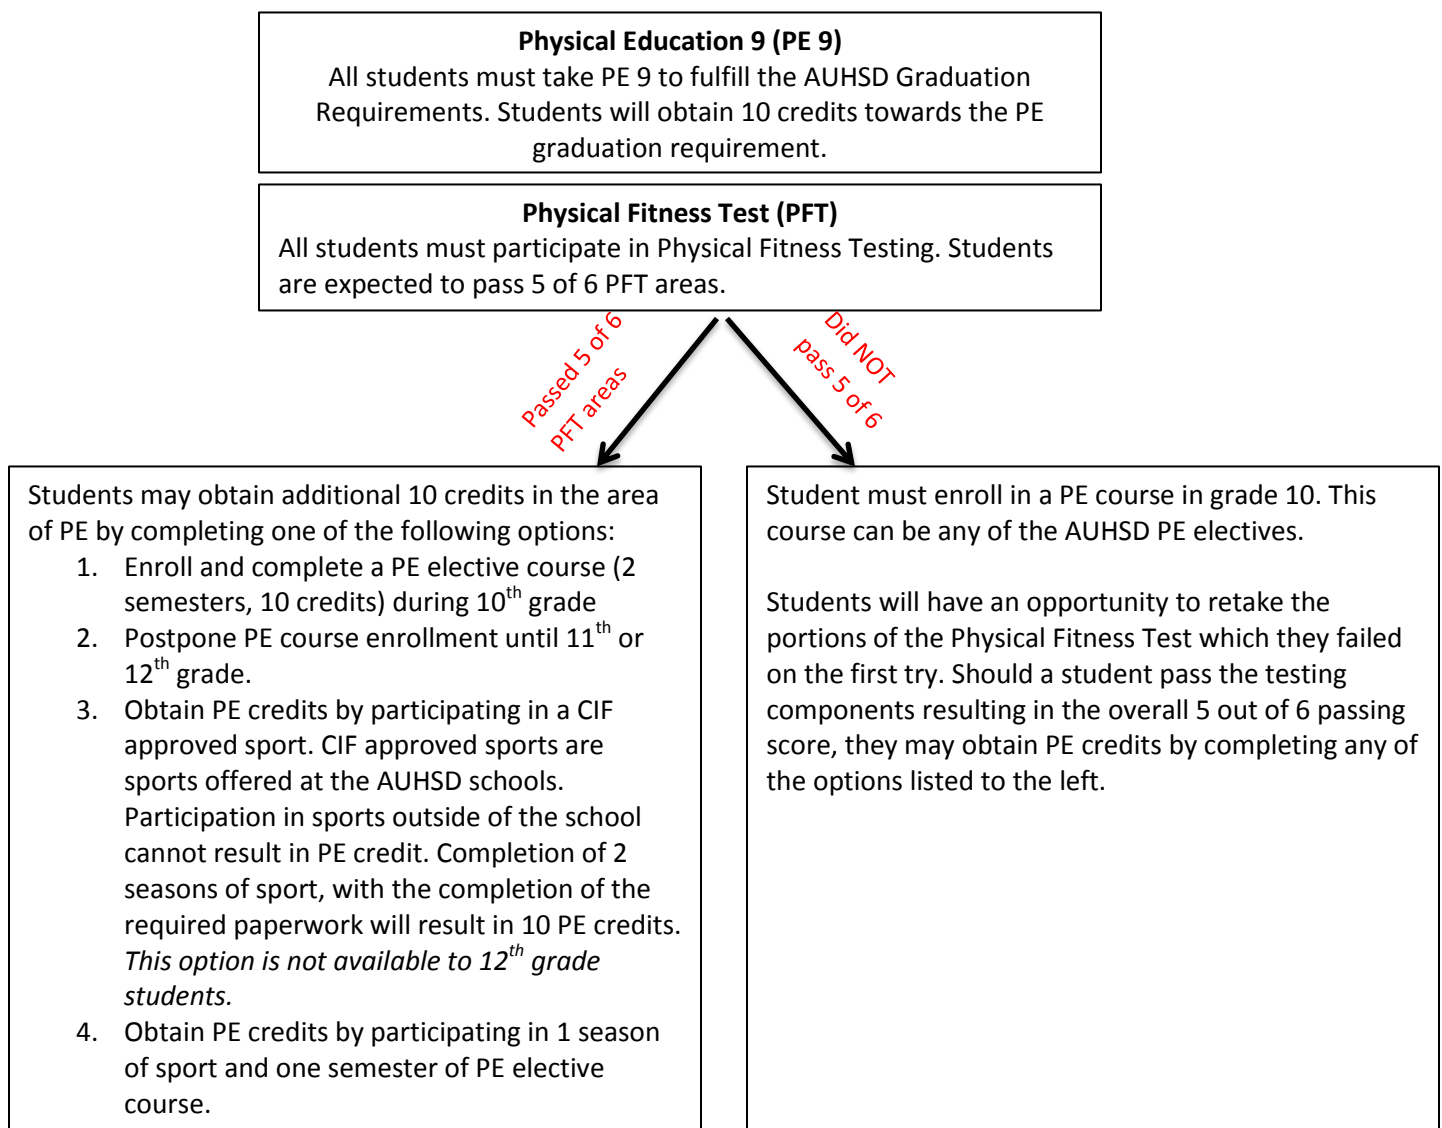 Physical Education 9 (PE 9)
All students must take PE 9 to fulfill the AUHSD Graduation
Requirements. Students will obtain 10 credits towards the PE
graduation requirement.
Physical Fitness Test (PFT)
All students must participate in Physical Fitness Testing. Students
are expected to pass 5 of 6 PFT areas.
Passed 5 of 6
PFT areas
Did NOT
pass 5 of 6
Students may obtain additional 10 credits in the area
of PE by completing one of the following options:
1. Enroll and complete a PE elective course (2
semesters, 10 credits) during 10th grade
2. Postpone PE course enrollment until 11th or
12th grade.
3. Obtain PE credits by participating in a CIF
approved sport. CIF approved sports are
sports offered at the AUHSD schools.
Participation in sports outside of the school
cannot result in PE credit. Completion of 2
seasons of sport, with the completion of the
required paperwork will result in 10 PE credits.
This option is not available to 12th grade
students.
4. Obtain PE credits by participating in 1 season
of sport and one semester of PE elective
course.
Student must enroll in a PE course in grade 10. This
course can be any of the AUHSD PE electives.
Students will have an opportunity to retake the
portions of the Physical Fitness Test which they failed
on the first try. Should a student pass the testing
components resulting in the overall 5 out of 6 passing
score, they may obtain PE credits by completing any of
the options listed to the left.